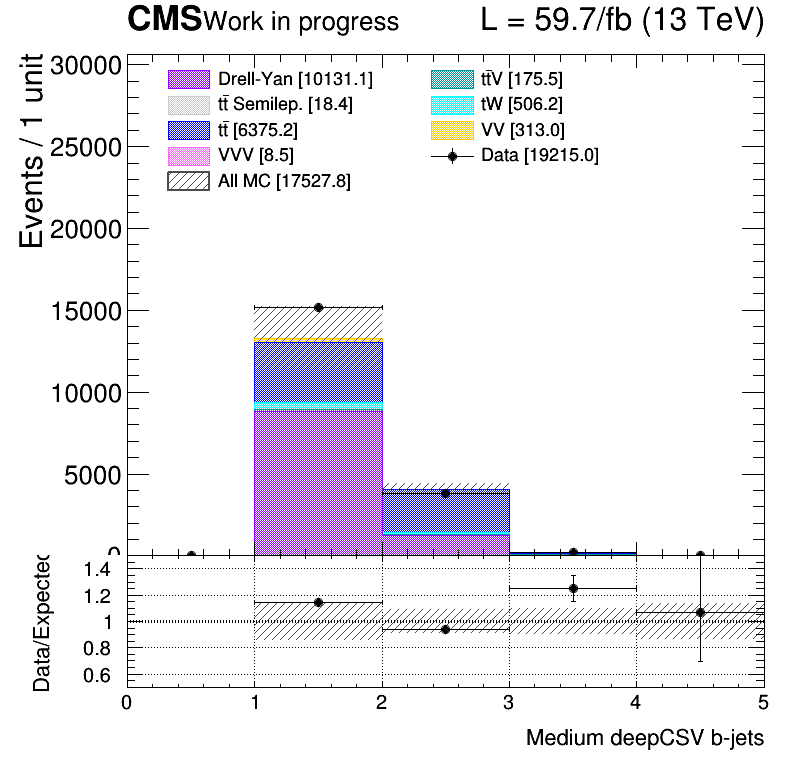 CMS Work in progress L = 59.7/fb (13 TeV)
Events / 1 unit
30000
25000
20000
15000
10000
5000
0
Drell-Yan [10131.1]
tt̄ Semilep. [18.4]
tt̄ [6375.2]
VVV [8.5]
All MC [17527.8]
tt̄V [175.5]
tW [506.2]
VV [313.0]
Data [19215.0]
Data/Expected
1.4
1.2
1
0.8
0.6
0 1 2 3 4 5
Medium deepCSV b-jets